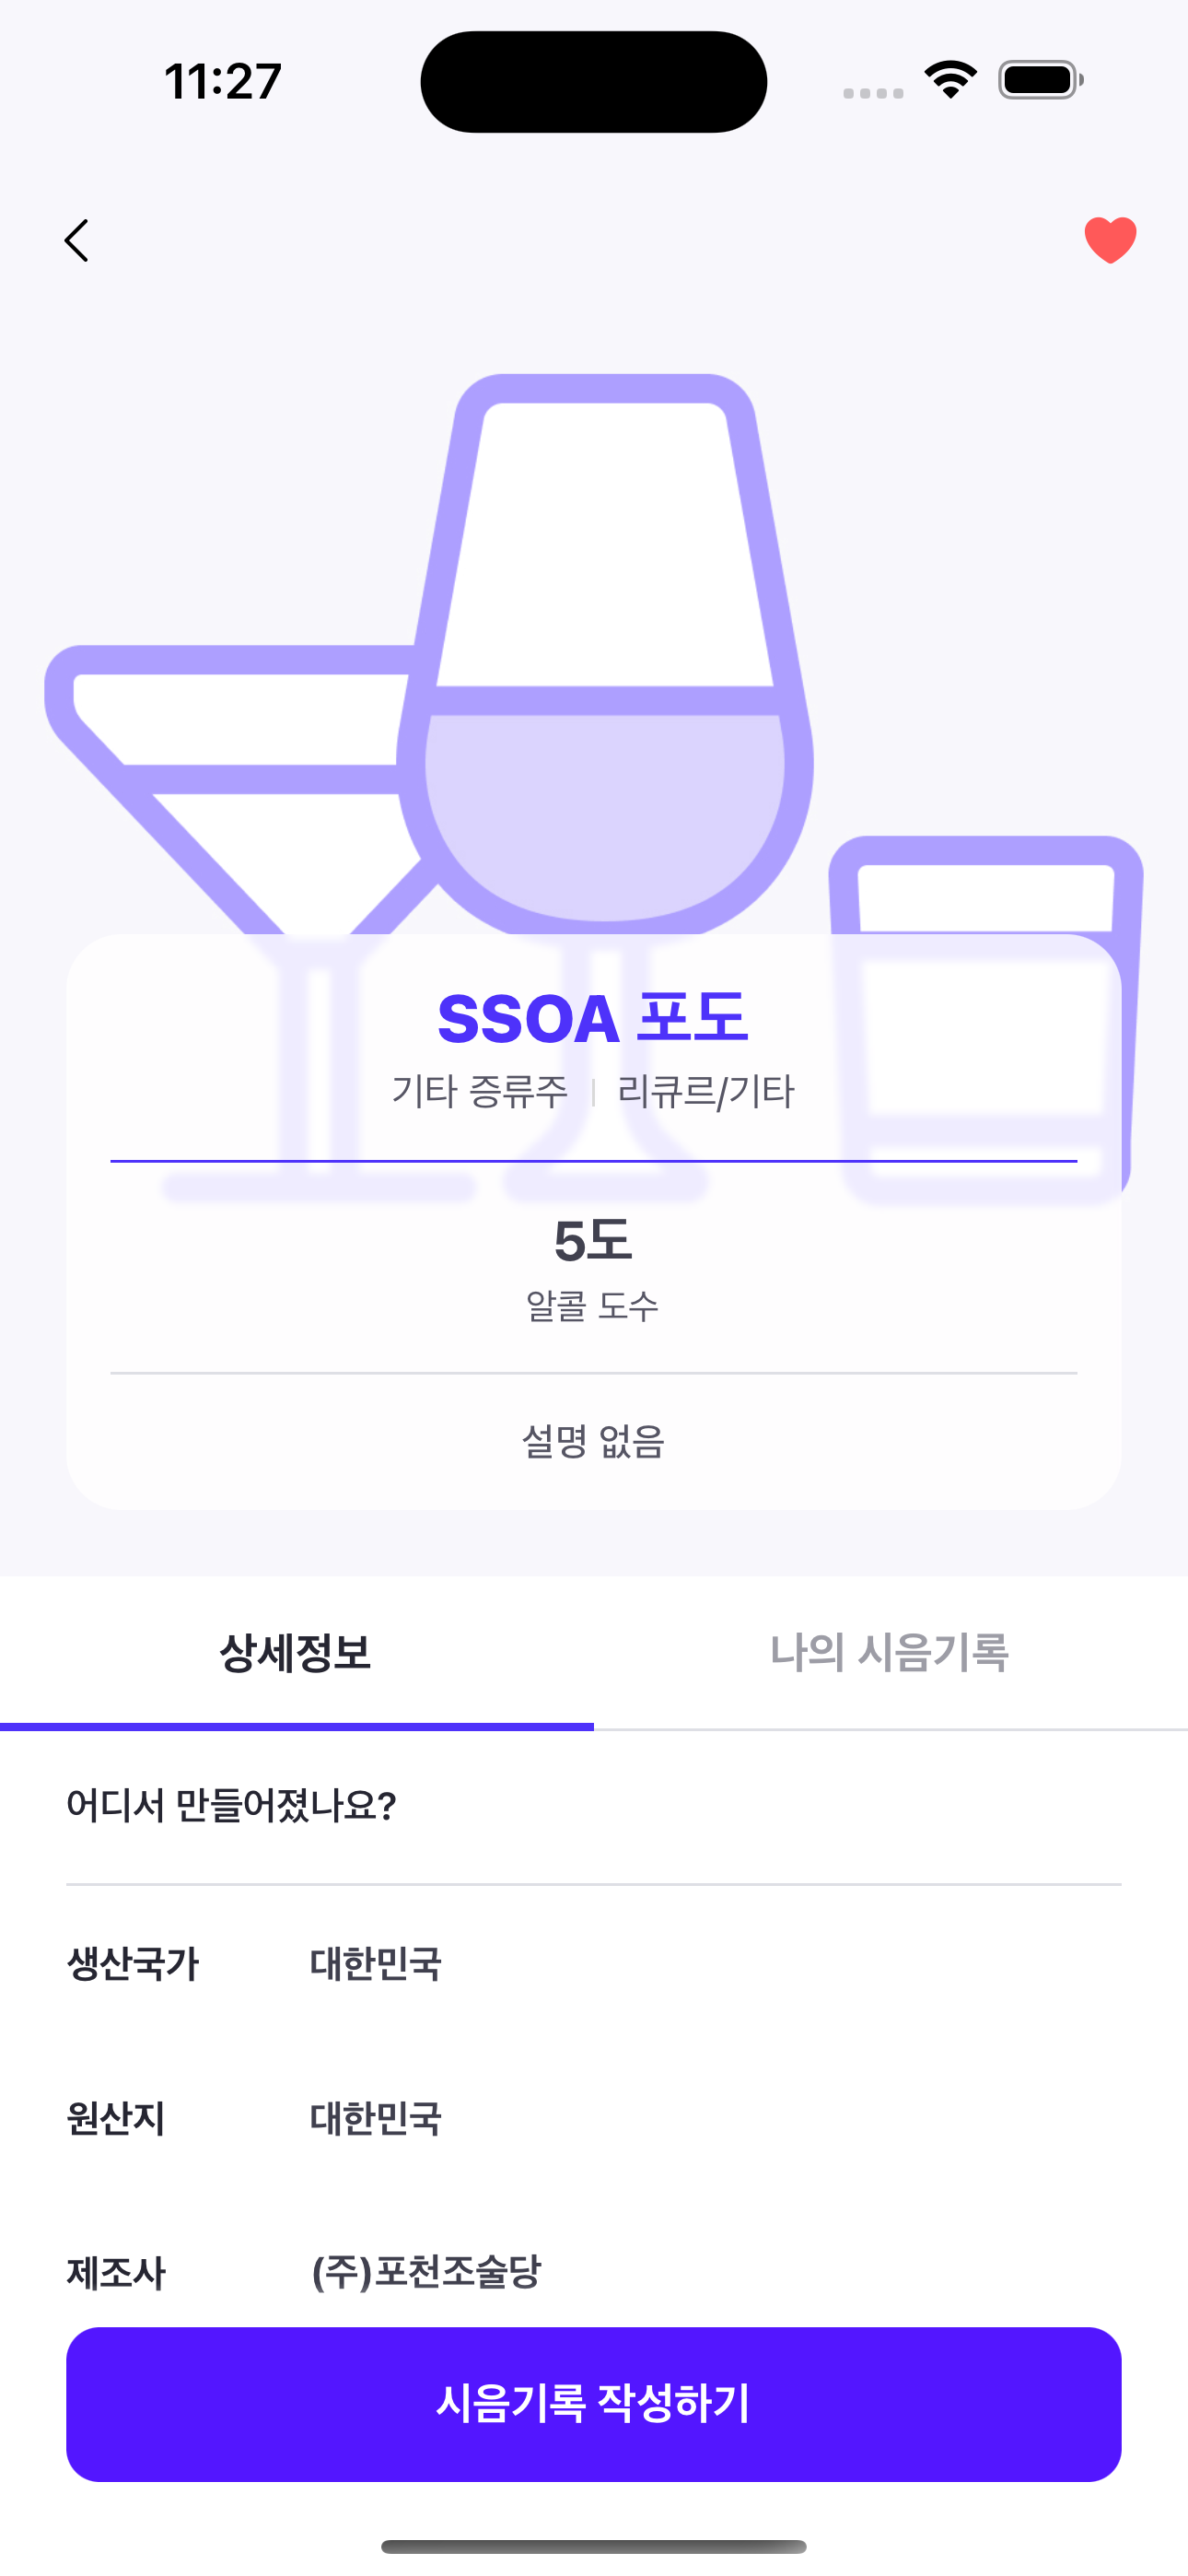 11:27
SSOA 포도
기타 증류주 | 리큐르/기타
5도
알콜 도수
설명 없음
상세정보 나의 시음기록
어디서 만들어졌나요?
생산국가 대한민국
원산지 대한민국
제조사 (주)포천조술당
시음기록 작성하기